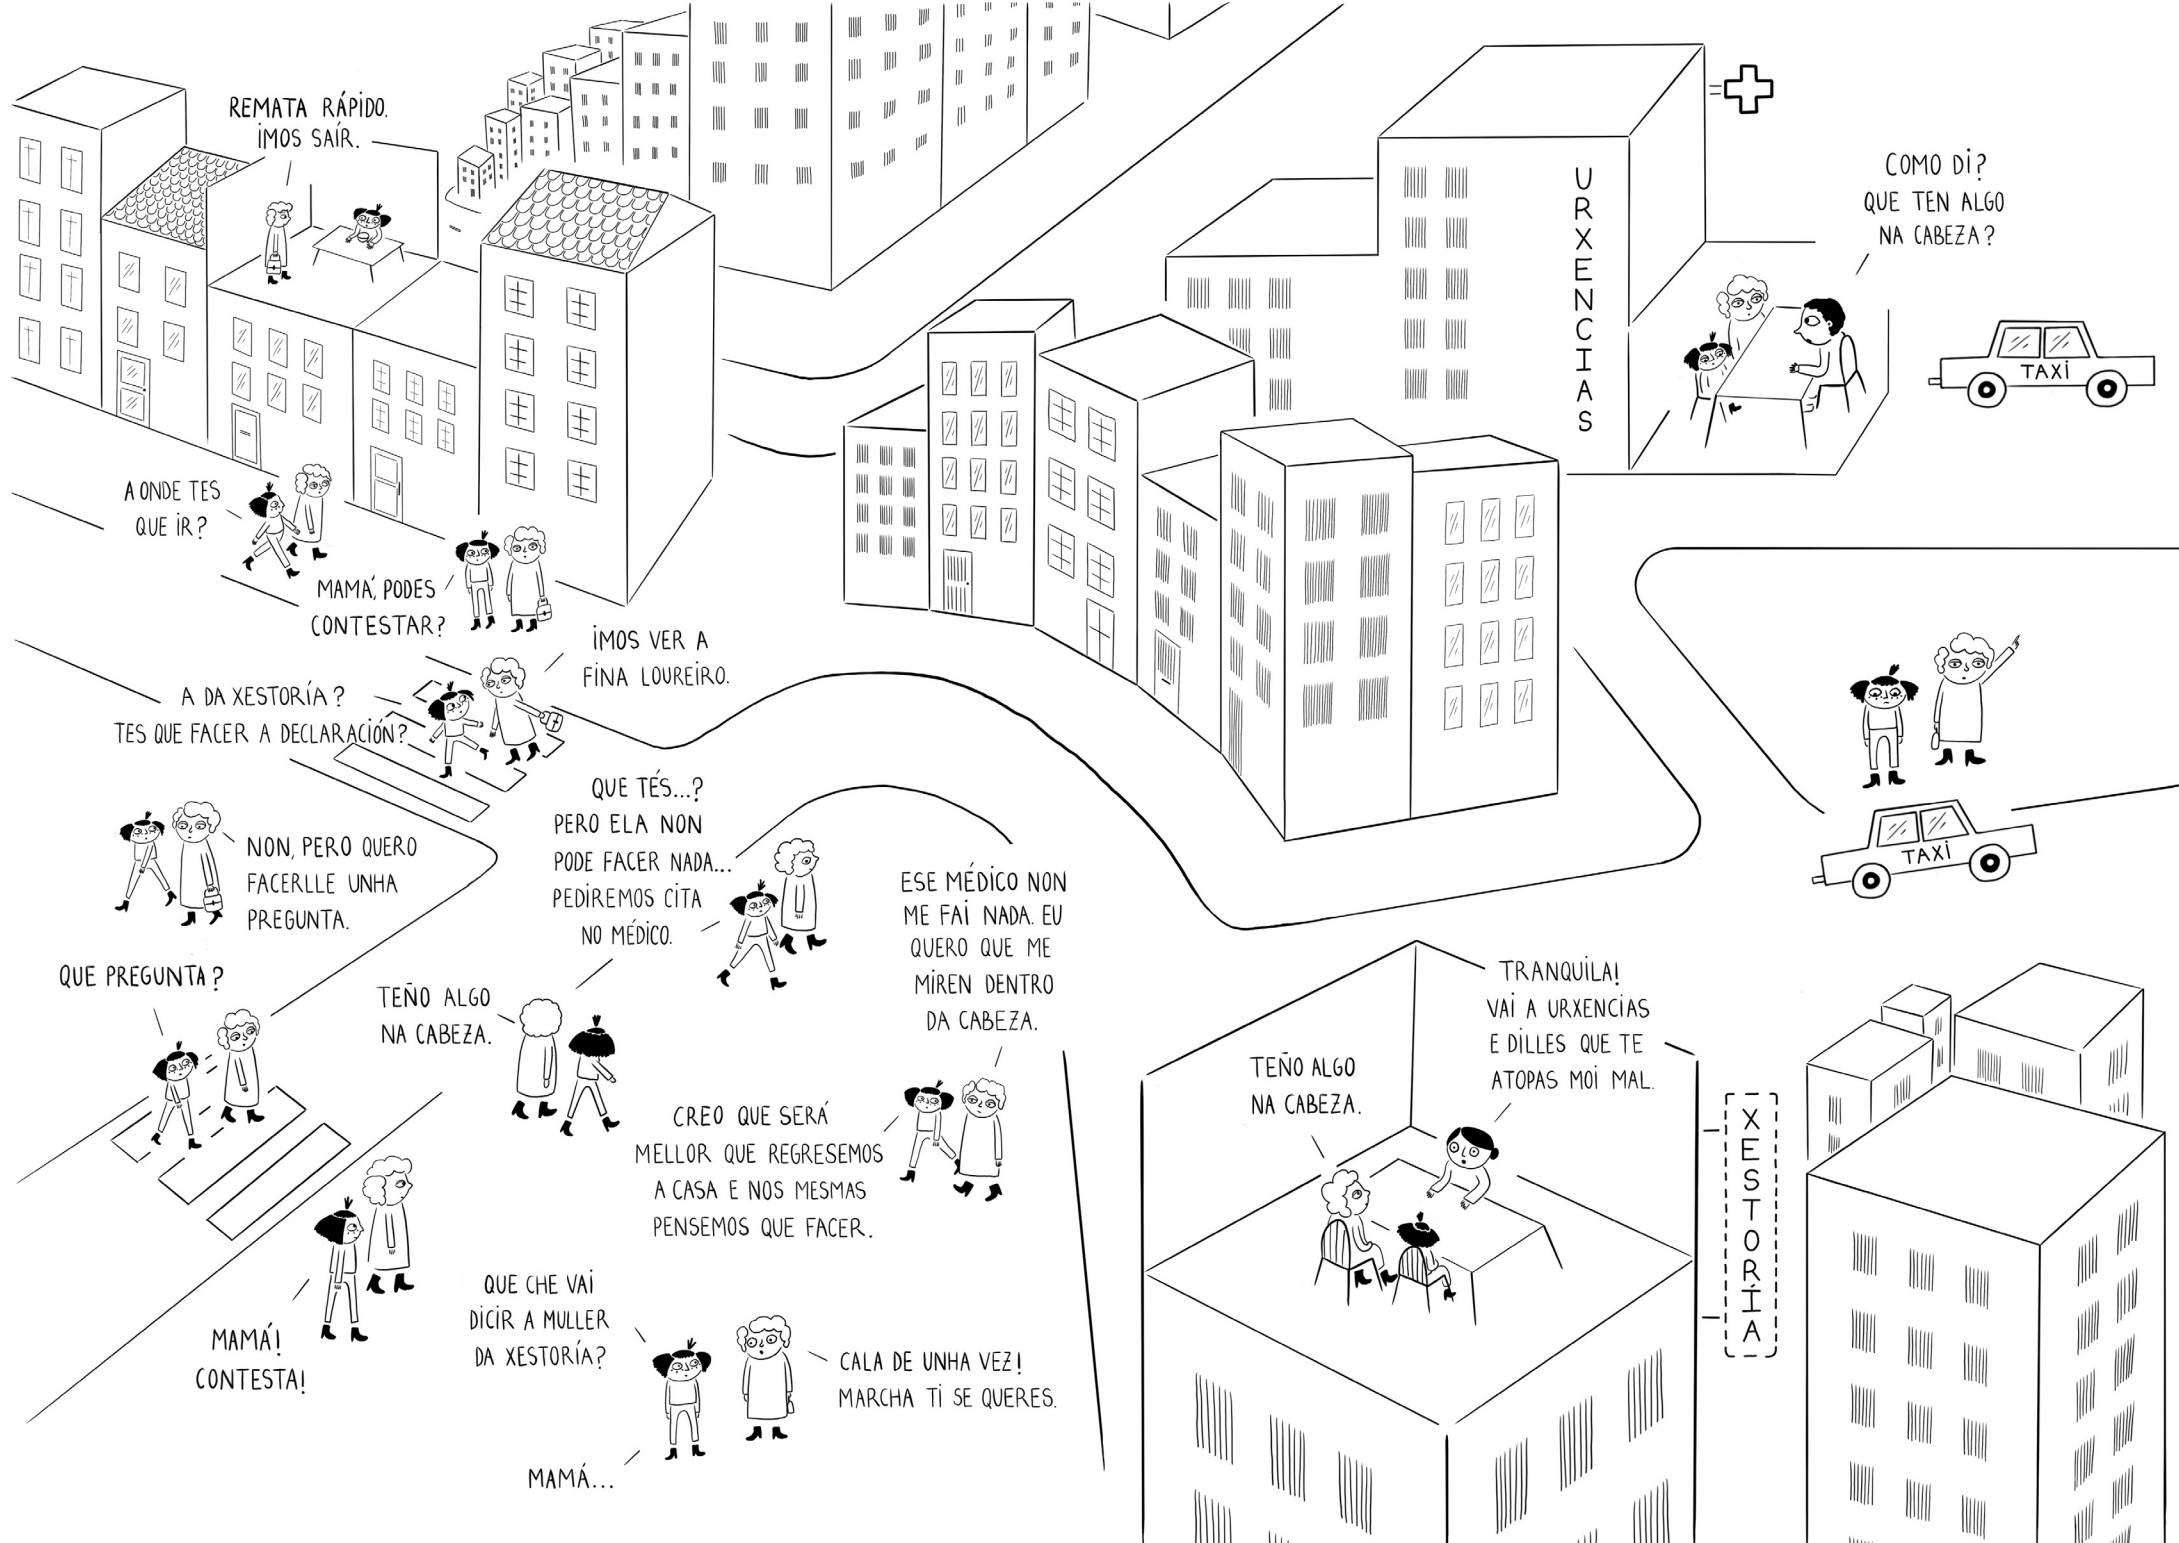 REMATA RÁPIDO.
IMOS SAÍR.
A ONDE TES
QUE IR?
MAMÁ, PODES
CONTESTAR?
IMOS VER A
FINA LOUREIRO.
A DA XESTORÍA?
TES QUE FACER A DECLARACIÓN?
NON, PERO QUERO
FACERLLE UNHA
PREGUNTA.
QUE PREGUNTA?
MAMÁ!
CONTESTA!
TEÑO ALGO
NA CABEZA.
QUE TÉS...?
PERO ELA NON
PODE FACER NADA...
PEDIREMOS CITA
NO MÉDICO.
ESE MÉDICO NON
ME FAI NADA. EU
QUERO QUE ME
MIREN DENTRO
DA CABEZA.
CREO QUE SERÁ
MELLOR QUE REGRESEMOS
A CASA E NOS MESMAS
PENSEMOS QUE FACER.
QUE CHE VAI
DICIR A MULLER
DA XESTORÍA?
CALA DE UNHA VEZ!
MARCHA TI SE QUERES.
MAMÁ...
TEÑO ALGO
NA CABEZA.
TRANQUILA!
VAI A URXENCIAS
E DILLES QUE TE
ATOPAS MOI MAL.
XESTORÍA
TAXI
TAXI
URXENCIAS
COMO DI?
QUE TEN ALGO
NA CABEZA?